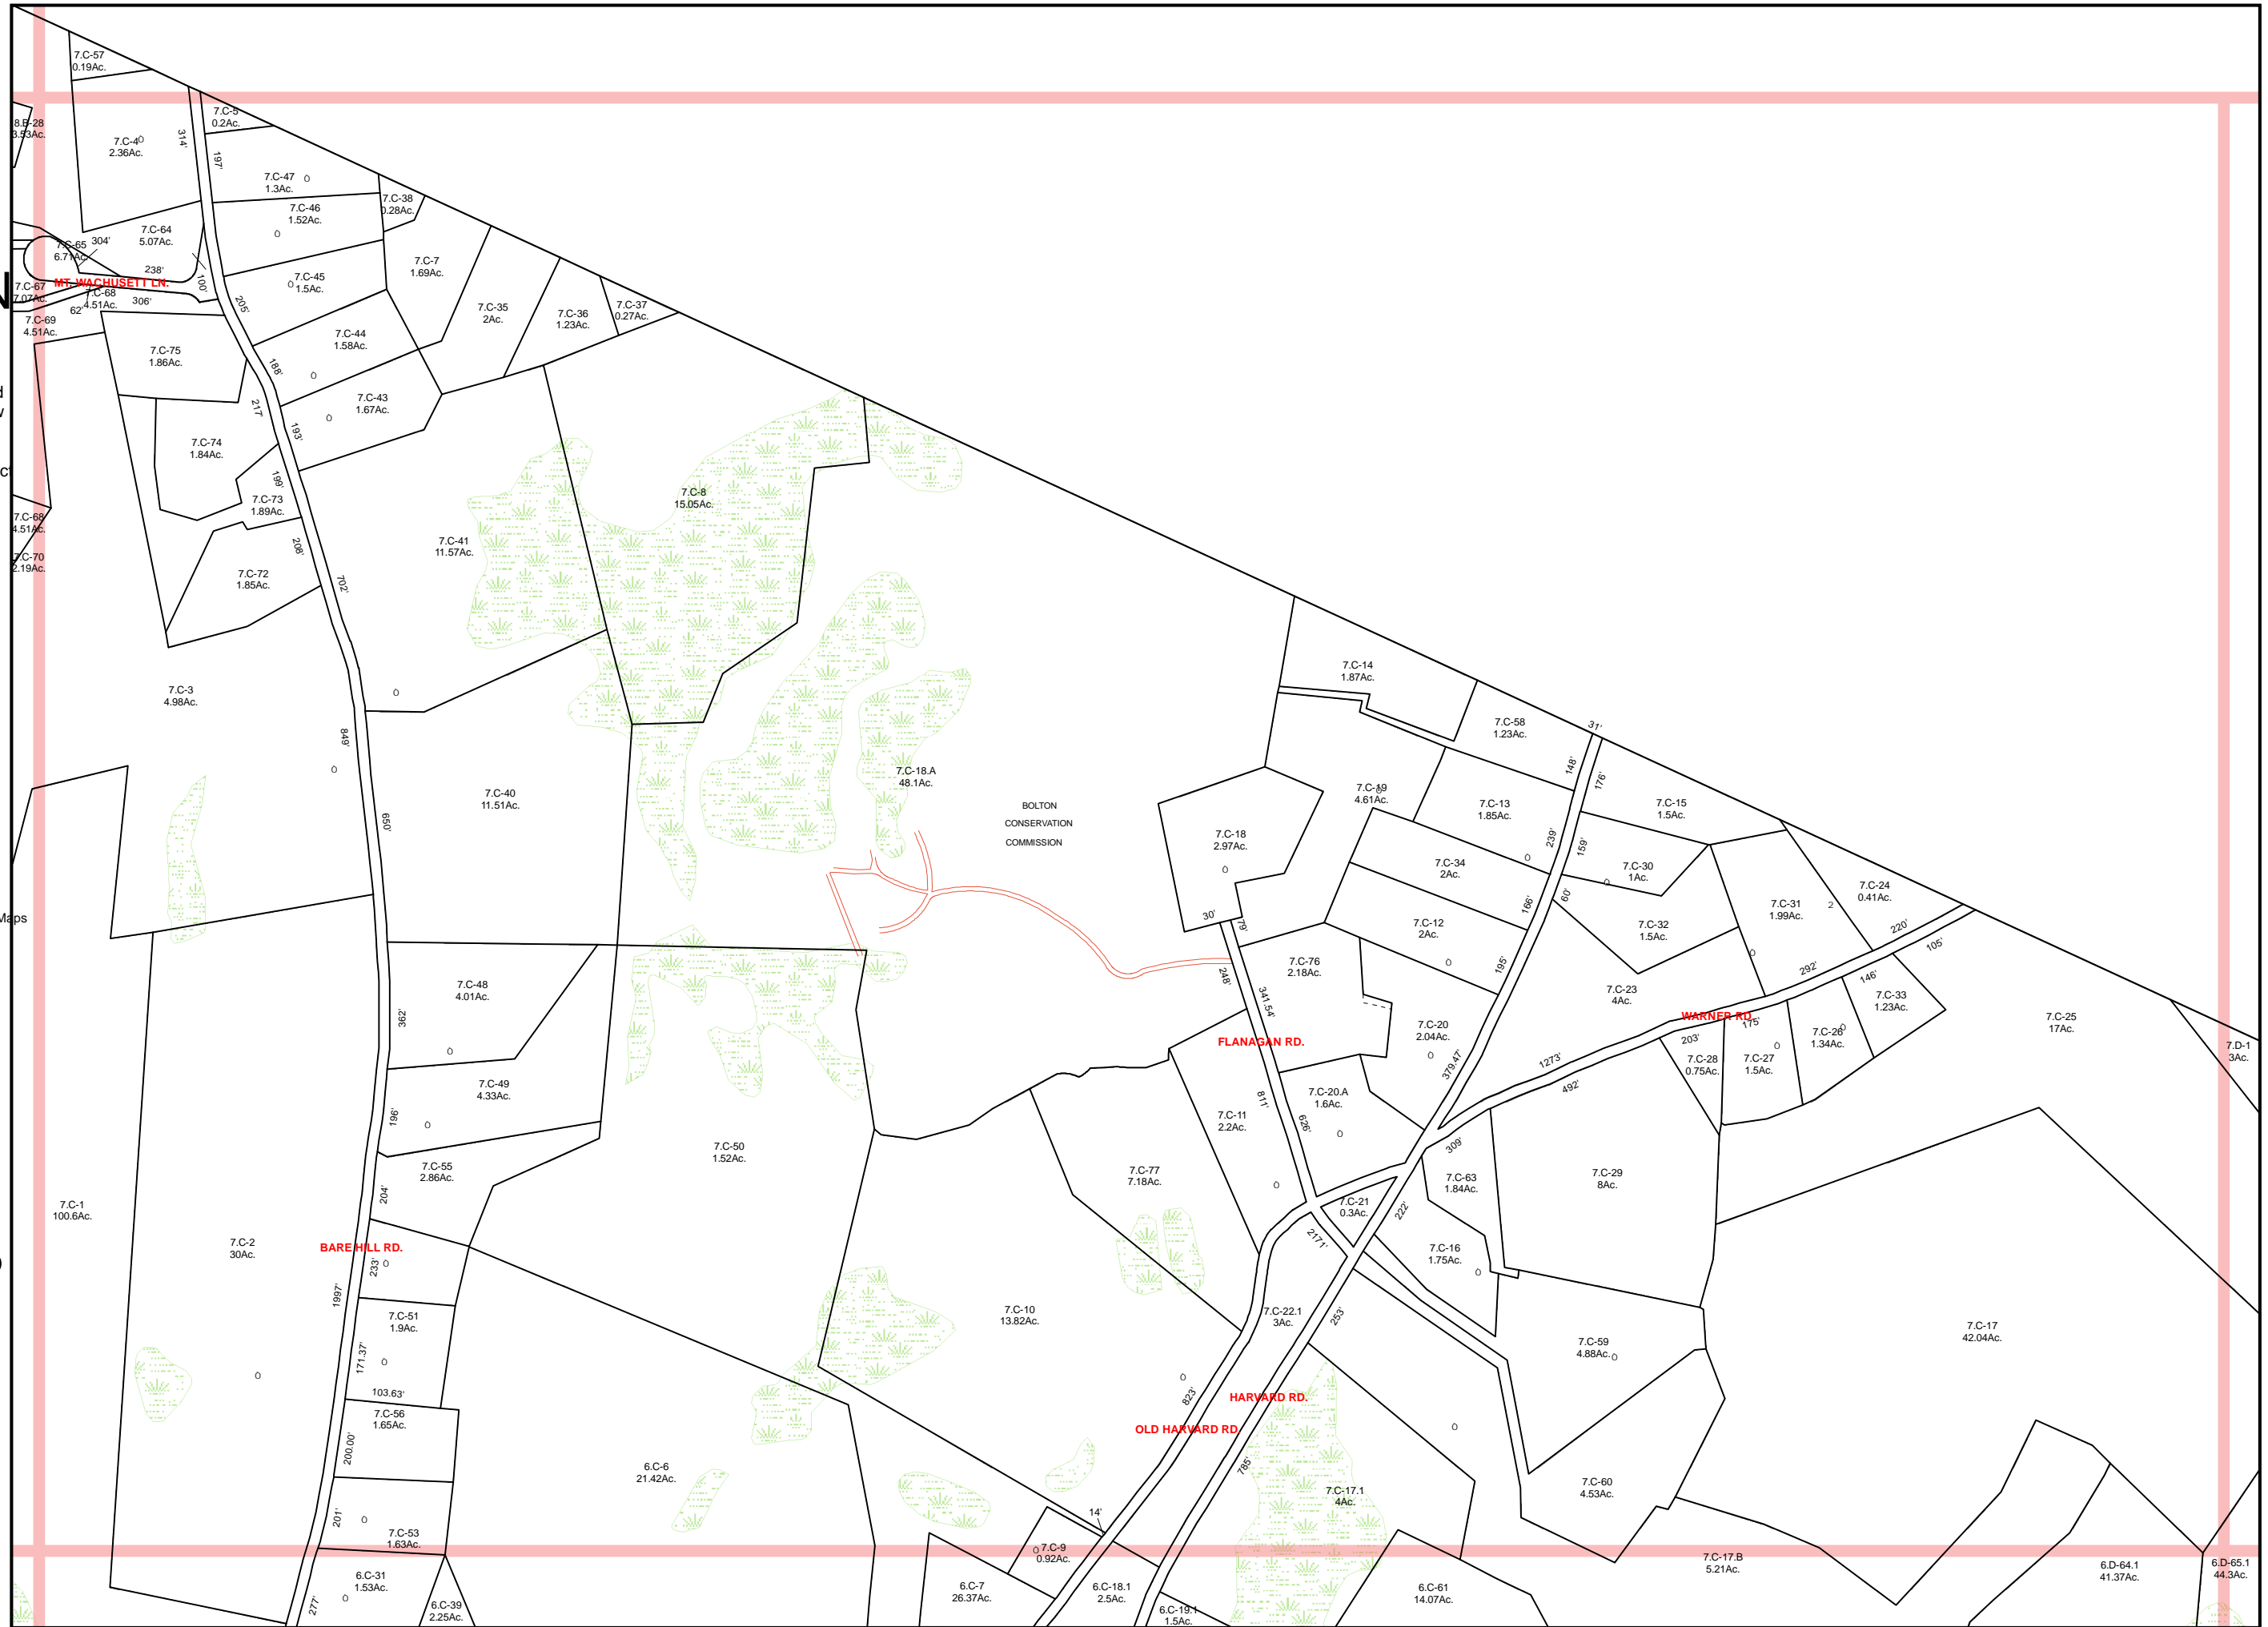 7.C-57
0.19Ac.
8.B-28
3.53Ac.
7.C-4
2.36Ac.
314'
7.C-5
0.2Ac.
197'
7.C-47
1.3Ac.
7.C-46
1.52Ac.
7.C-38
0.28Ac.
7.C-64
5.07Ac.
7.C-65
6.71Ac.
304'
238'
100'
MT. WACHUSETT LN.
7.C-67
7.07Ac.
7.C-68
4.51Ac.
306'
62'
7.C-69
4.51Ac.
205'
7.C-45
1.5Ac.
7.C-7
1.69Ac.
7.C-35
2Ac.
7.C-36
1.23Ac.
7.C-37
0.27Ac.
7.C-75
1.86Ac.
7.C-44
1.58Ac.
188'
7.C-43
1.67Ac.
217'
193'
7.C-74
1.84Ac.
199'
7.C-73
1.89Ac.
7.C-68
4.51Ac.
7.C-70
2.19Ac.
208'
7.C-72
1.85Ac.
702'
7.C-41
11.57Ac.
7.C-8
15.05Ac.
7.C-3
4.98Ac.
849'
7.C-40
11.51Ac.
650'
7.C-18.A
48.1Ac.
BOLTON
CONSERVATION
COMMISSION
7.C-14
1.87Ac.
7.C-58
1.23Ac.
31'
148'
176'
7.C-19
4.61Ac.
7.C-13
1.85Ac.
7.C-15
1.5Ac.
7.C-18
2.97Ac.
239'
159'
7.C-34
2Ac.
7.C-30
1Ac.
60'
166'
7.C-24
0.41Ac.
7.C-31
1.99Ac.
2
7.C-32
1.5Ac.
220'
105'
Maps
30'
79'
7.C-12
2Ac.
7.C-76
2.18Ac.
248'
341.54'
195'
292'
146'
7.C-23
4Ac.
WARNER RD.
175'
7.C-33
1.23Ac.
7.C-26
1.34Ac.
7.C-25
17Ac.
7.D-1
3Ac.
7.C-48
4.01Ac.
362'
7.C-20
2.04Ac.
FLANAGAN RD.
203'
7.C-28
0.75Ac.
7.C-27
1.5Ac.
1273'
492'
379.47'
7.C-49
4.33Ac.
196'
7.C-20.A
1.6Ac.
811'
626'
7.C-11
2.2Ac.
309'
7.C-50
1.52Ac.
7.C-55
2.86Ac.
204'
7.C-77
7.18Ac.
7.C-63
1.84Ac.
7.C-29
8Ac.
7.C-1
100.6Ac.
7.C-21
0.3Ac.
222'
2171'
7.C-2
30Ac.
BARE HILL RD.
233'
7.C-16
1.75Ac.
1997'
7.C-51
1.9Ac.
7.C-10
13.82Ac.
7.C-22.1
3Ac.
253'
7.C-59
4.88Ac.
7.C-17
42.04Ac.
171.37'
103.63'
823'
HARVARD RD.
7.C-56
1.65Ac.
OLD HARVARD RD.
200.00'
785'
6.C-6
21.42Ac.
7.C-60
4.53Ac.
7.C-17.1
4Ac.
14'
201'
7.C-53
1.63Ac.
7.C-9
0.92Ac.
7.C-17.B
5.21Ac.
6.D-64.1
41.37Ac.
6.D-65.1
44.3Ac.
6.C-31
1.53Ac.
277'
6.C-39
2.25Ac.
6.C-7
26.37Ac.
6.C-18.1
2.5Ac.
6.C-19.1
1.5Ac.
6.C-61
14.07Ac.